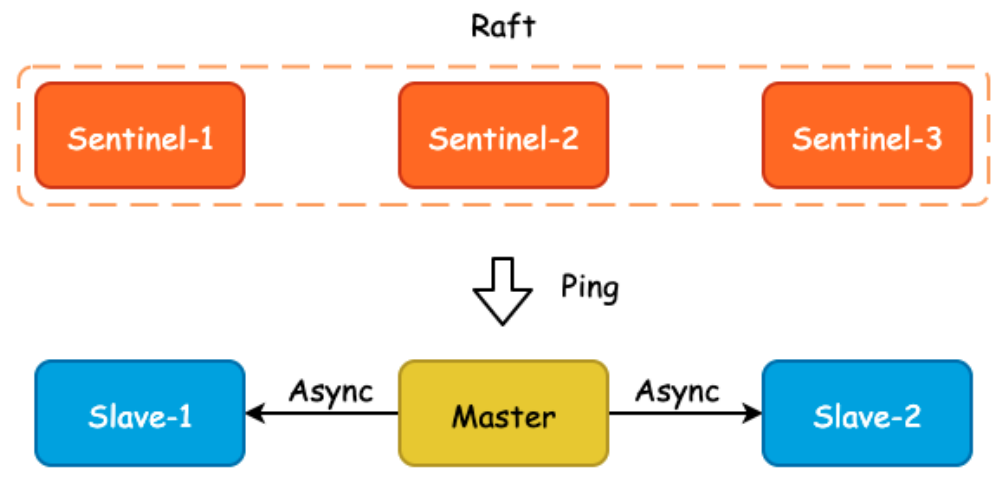 Raft
Sentinel-1
Sentinel-2
Sentinel-3
Ping
Async
Async
Slave-1
Master
Slave-2